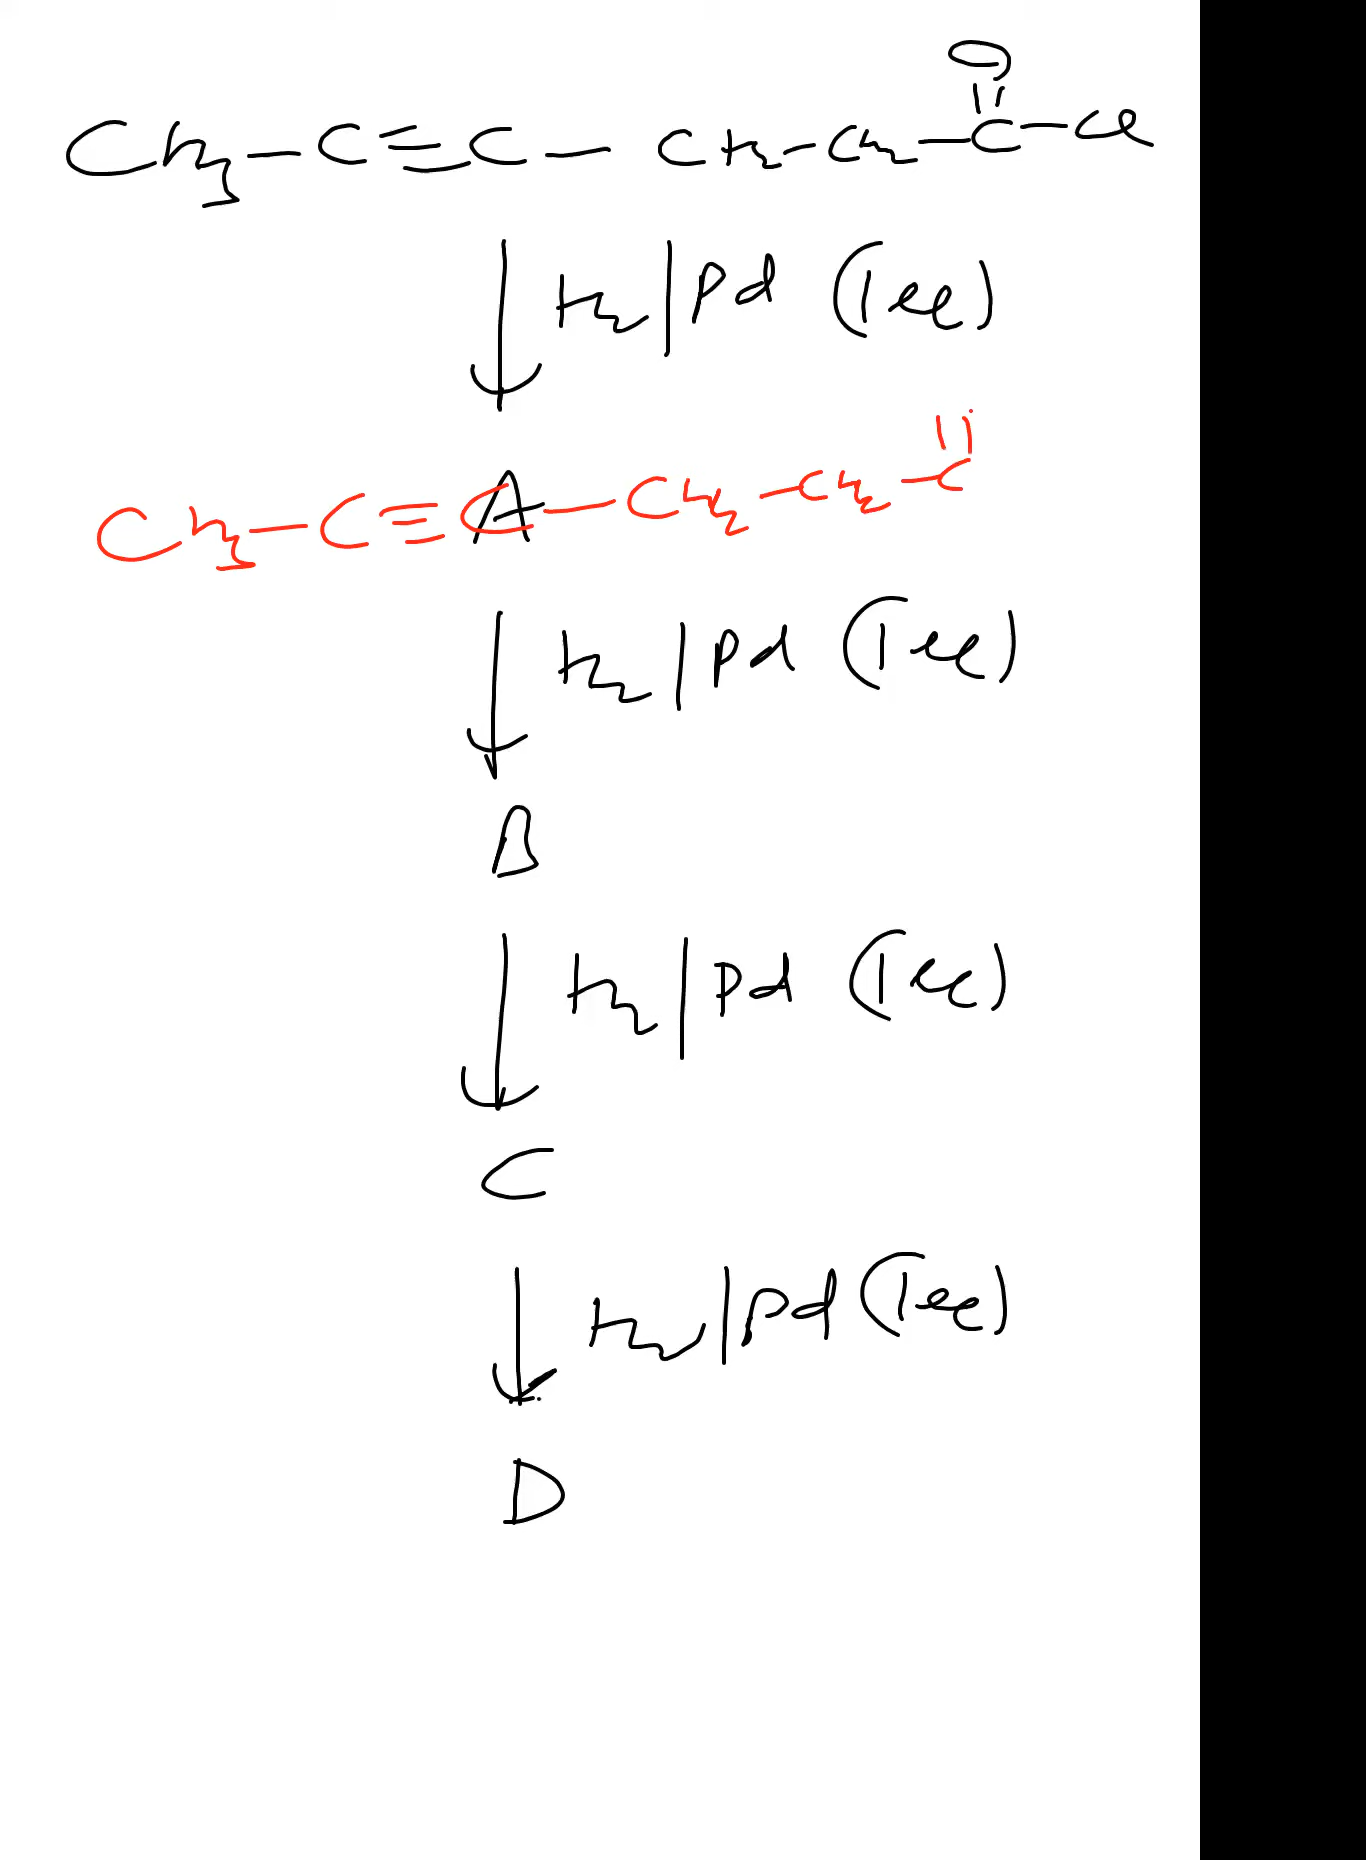 O
CH3-C≡C-CH2-CH2-C-Cl
H2/Pd (1eq)
A
CH3-C≡C-CH2-CH2-C
H2/Pd (1eq)
B
H2/Pd (1eq)
C
H2/Pd (1eq)
D